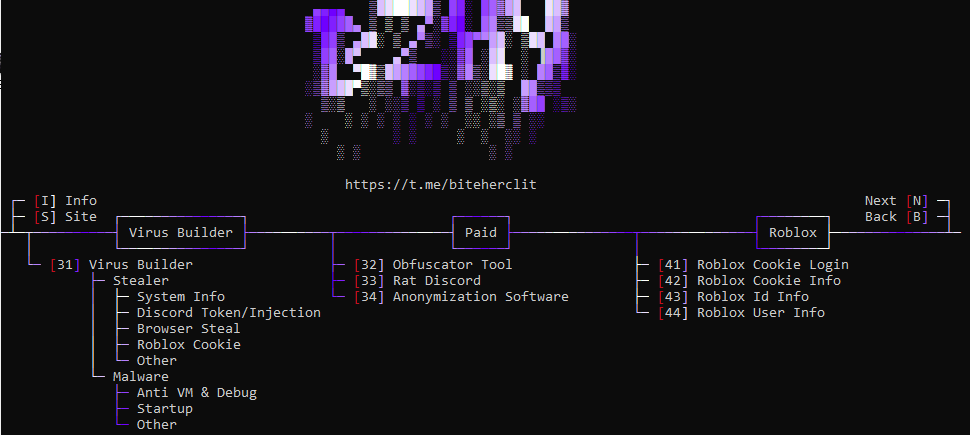 https://t.me/biteherclit
[I] Info
[S] Site
Next [N]
Back [B]
Virus Builder
Paid
Roblox
[31] Virus Builder
Stealer
System Info
Discord Token/Injection
Browser Steal
Roblox Cookie
Other
Malware
Anti VM & Debug
Startup
Other
[32] Obfuscator Tool
[33] Rat Discord
[34] Anonymization Software
[41] Roblox Cookie Login
[42] Roblox Cookie Info
[43] Roblox Id Info
[44] Roblox User Info